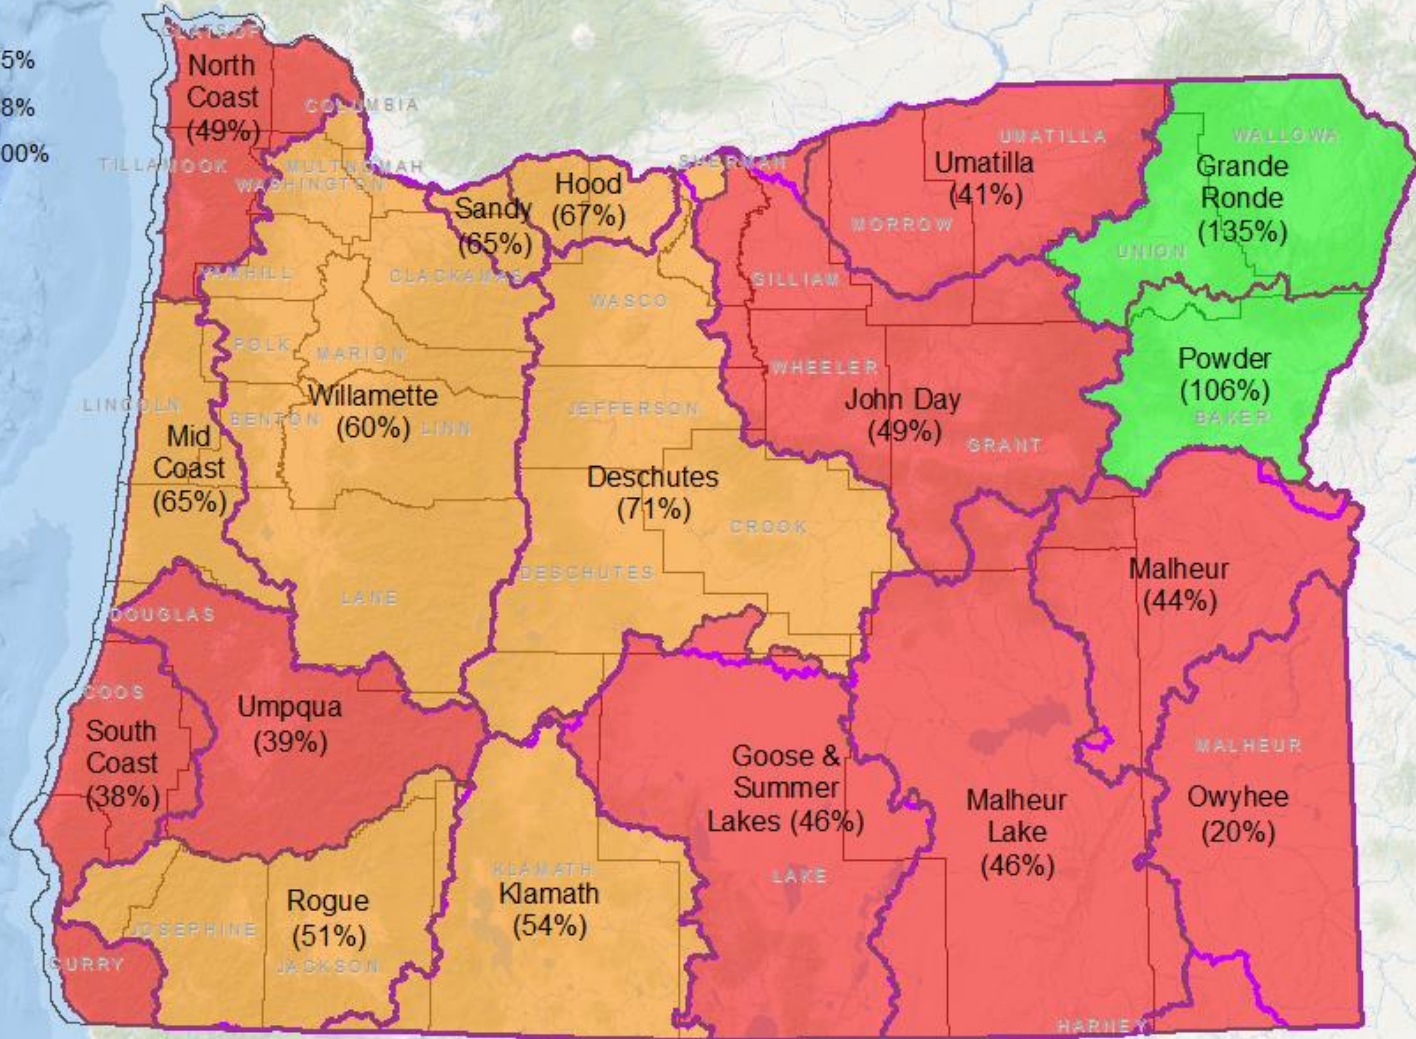 5%
8%
00%
CLATSOP
North
Coast
(49%)
COLUMBIA
TILLAMOOK
MULTNOMAH
WASHINGTON
Hood
(67%)
SHERMAN
UMATILLA
Umatilla
(41%)
WALLOWA
Grande
Ronde
(135%)
Sandy
(65%)
MORROW
UNION
YAMHILL
CLACKAMAS
WASCO
GILLIAM
POLK
MARION
WHEELER
Powder
(106%)
BAKER
LINCOLN
BENTON
Willamette
(60%)
LINN
JEFFERSON
John Day
(49%)
GRANT
Mid
Coast
(65%)
Deschutes
(71%)
CROOK
DESCHUTES
Malheur
(44%)
DOUGLAS
LANE
COOS
Umpqua
(39%)
South
Coast
(38%)
Goose &
Summer
Lakes (46%)
Malheur
Lake
(46%)
MALHEUR
Owyhee
(20%)
KLAMATH
Klamath
(54%)
LAKE
Rogue
(51%)
JOSEPHINE
JACKSON
CURRY
HARNEY